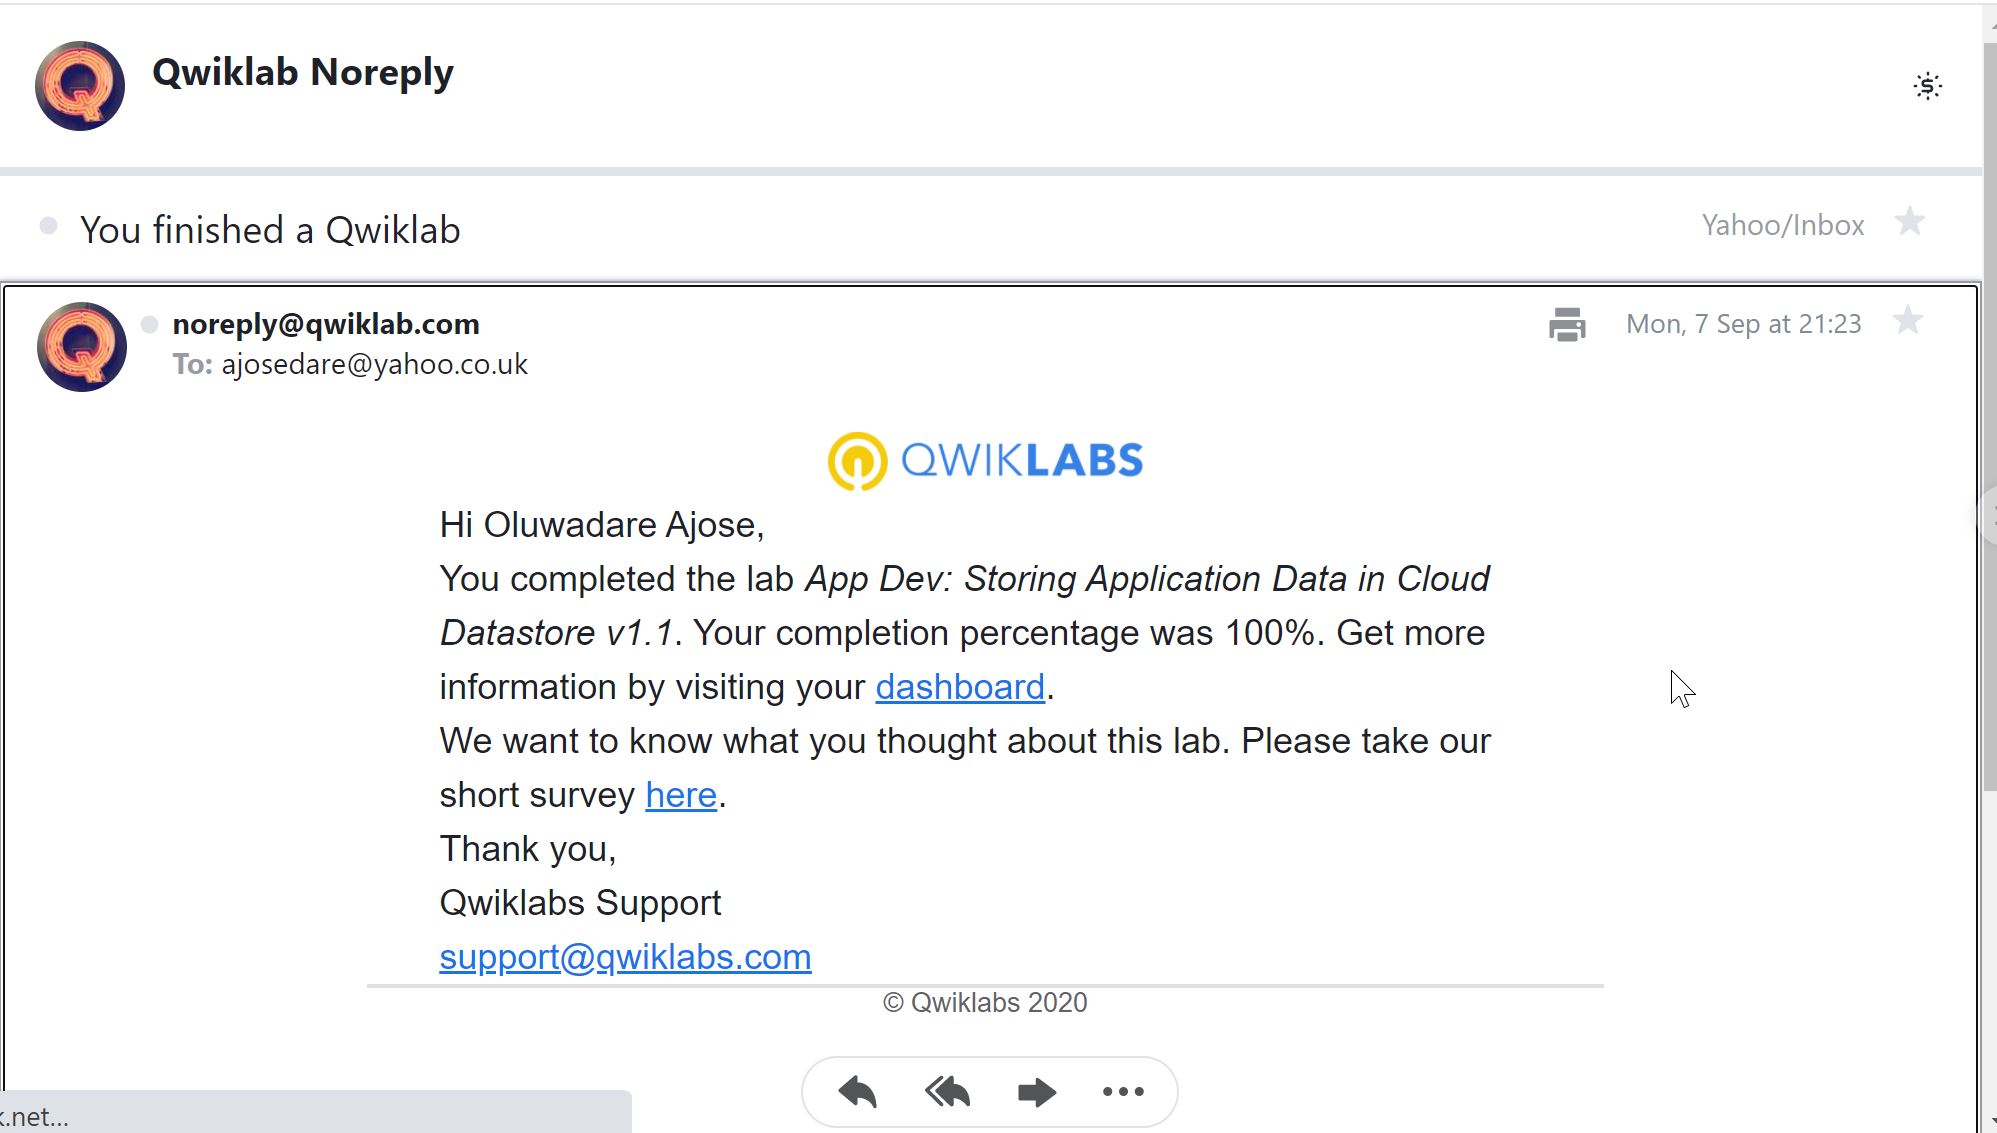 Qwiklab Noreply
You finished a Qwiklab
Yahoo/Inbox
noreply@qwiklab.com
Mon, 7 Sep at 21:23
To: ajosedare@yahoo.co.uk
QWIKLABS
Hi Oluwadare Ajose,
You completed the lab App Dev: Storing Application Data in Cloud
Datastore v1.1. Your completion percentage was 100%. Get more
information by visiting your dashboard.
We want to know what you thought about this lab. Please take our
short survey here.
Thank you,
Qwiklabs Support
support@qwiklabs.com
© Qwiklabs 2020
k.net...